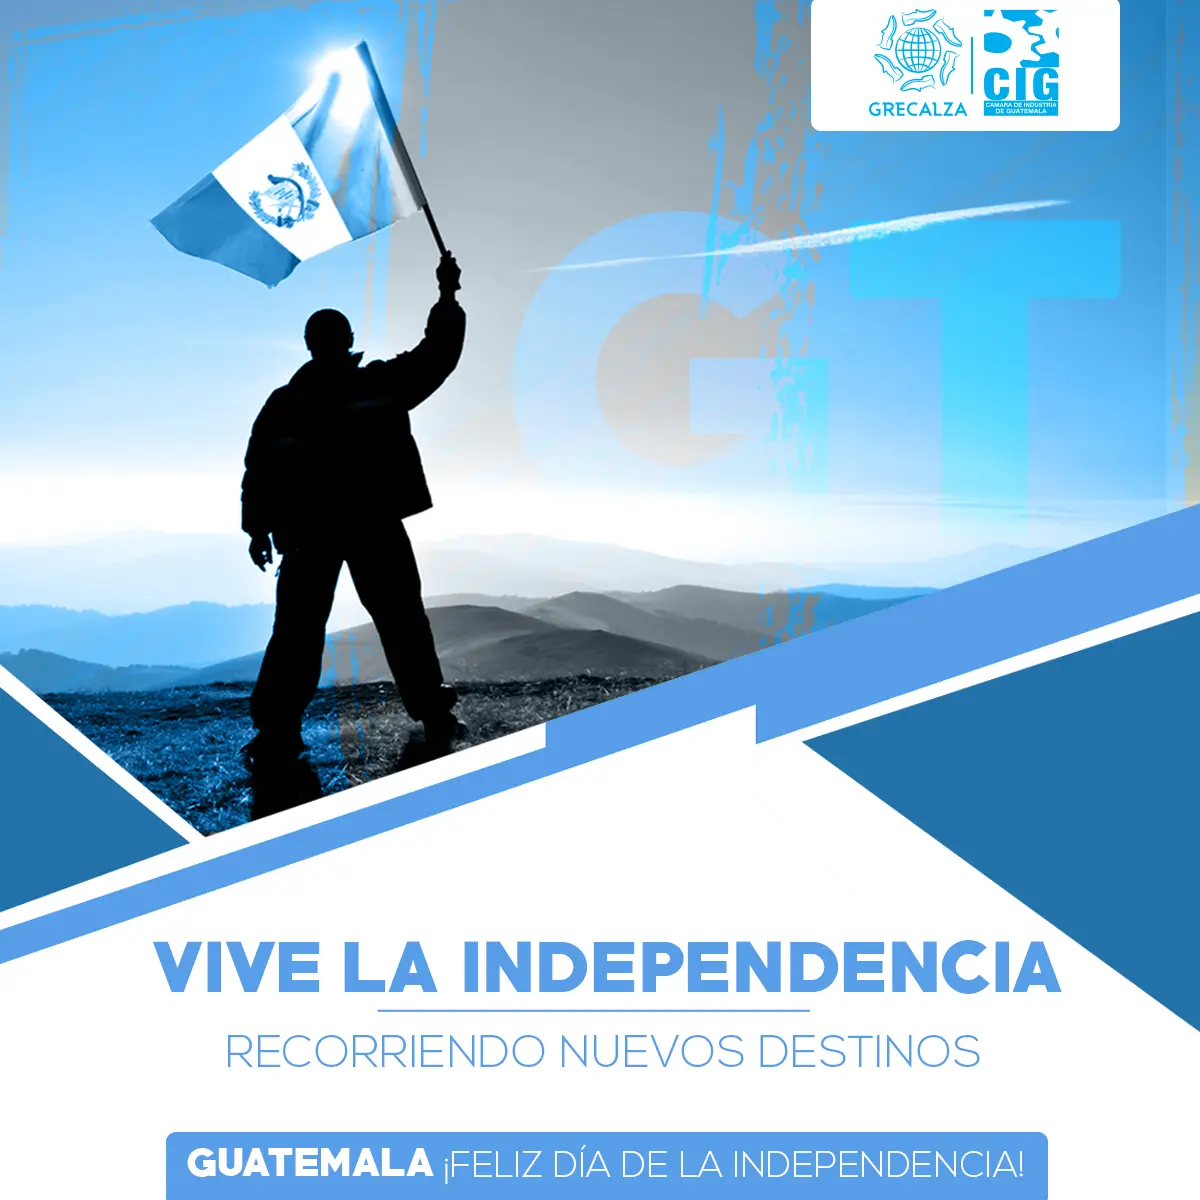 GRECALZA
CIG
CAMARA DE INDUSTRIA
DE GUATEMALA
GT
VIVE LA INDEPENDENCIA
RECORRIENDO NUEVOS DESTINOS
GUATEMALA ¡FELIZ DÍA DE LA INDEPENDENCIA!